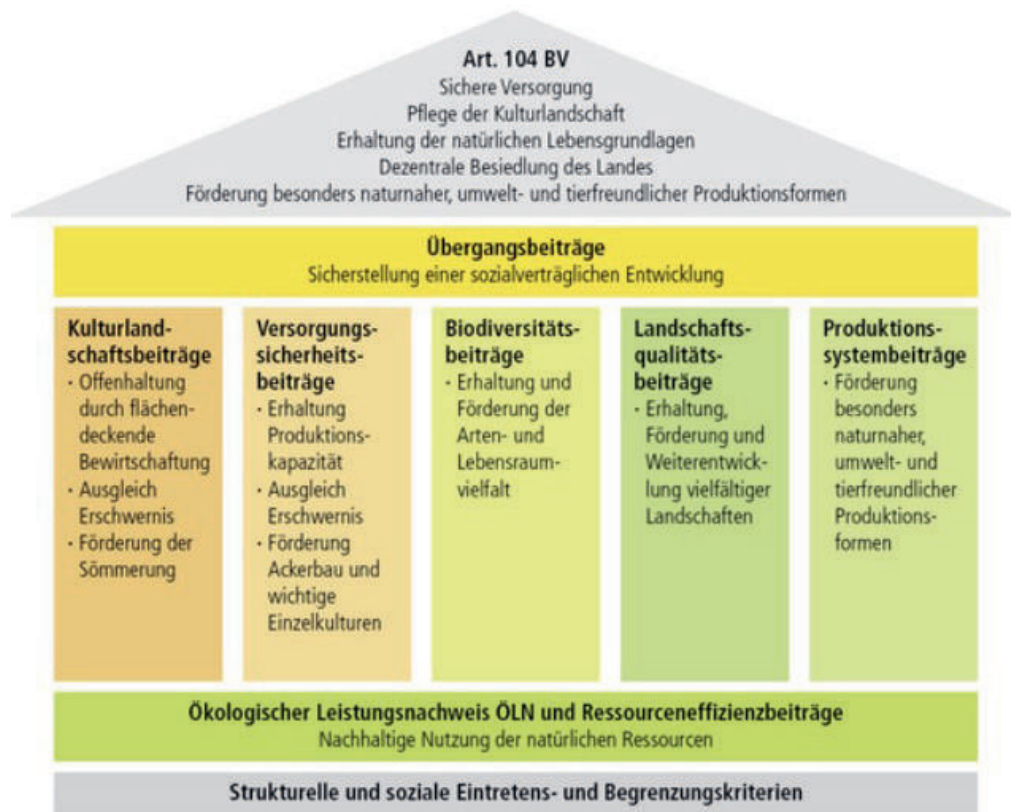 Art. 104 BV
Sichere Versorgung
Pflege der Kulturlandschaft
Erhaltung der natürlichen Lebensgrundlagen
Dezentrale Besiedlung des Landes
Förderung besonders naturnaher, umwelt- und tierfreundlicher Produktionsformen
Übergangsbeiträge
Sicherstellung einer sozialverträglichen Entwicklung
Kulturland-
schaftsbeiträge
· Offenhaltung
durch flächen-
deckende
Bewirtschaftung
· Ausgleich
Erschwernis
· Förderung der
Sömmerung
Versorgungs-
sicherheits-
beiträge
· Erhaltung
Produktions-
kapazität
· Ausgleich
Erschwernis
· Förderung
Ackerbau und
wichtige
Einzelkulturen
Biodiversitäts-
beiträge
· Erhaltung und
Förderung der
Arten- und
Lebensraum-
vielfalt
Landschafts-
qualitäts-
beiträge
· Erhaltung,
Förderung und
Weiterentwick-
lung vielfältiger
Landschaften
Produktions-
systembeiträge
· Förderung
besonders
naturnaher,
umwelt- und
tierfreundlicher
Produktions-
formen
Ökologischer Leistungsnachweis ÖLN und Ressourceneffizienzbeiträge
Nachhaltige Nutzung der natürlichen Ressourcen
Strukturelle und soziale Eintretens- und Begrenzungskriterien